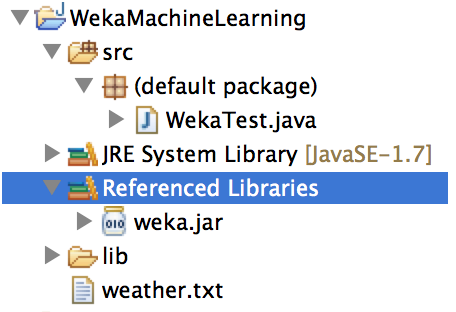 WekaMachineLearning
src
(default package)
WekaTest.java
JRE System Library [JavaSE-1.7]
Referenced Libraries
weka.jar
lib
weather.txt